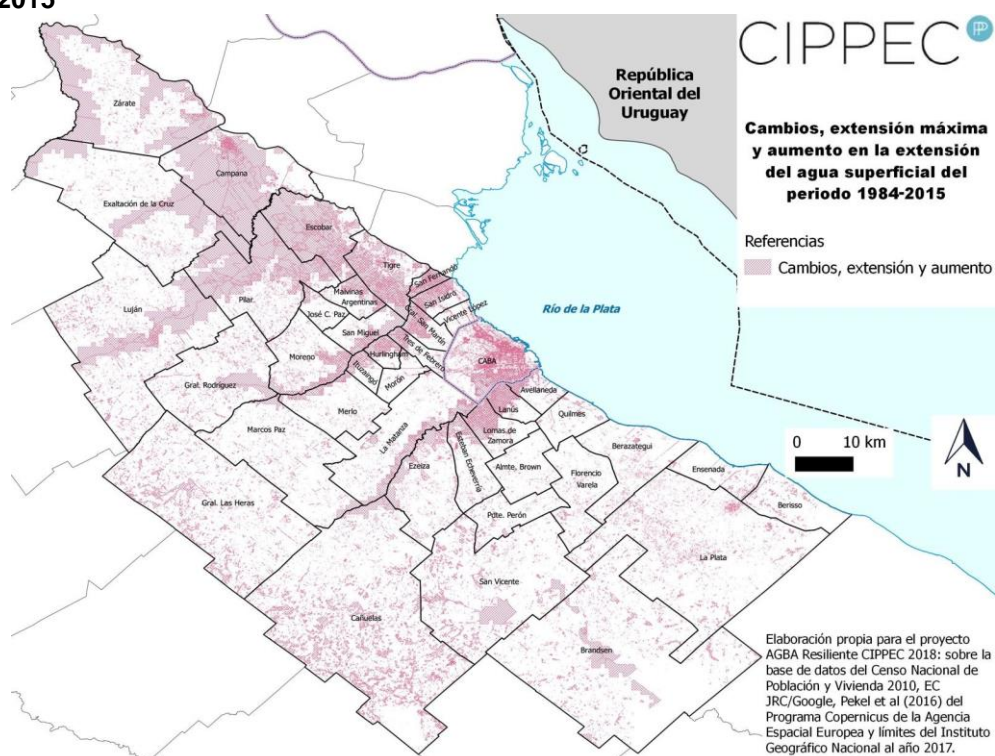 2015
CIPPEC
PP
República
Oriental del
Uruguay
Cambios, extensión máxima
y aumento en la extensión
del agua superficial del
periodo 1984-2015
Referencias
Cambios, extensión y aumento
Zárate
Campana
Exaltación de la Cruz
Escobar
Tigre
San Fernando
San Isidro
Vicente López
Luján
Pilar
Malvinas
Argentinas
José C. Paz
Gral. San Martín
Río de la Plata
San Miguel
Tres de Febrero
Moreno
Hurlingham
CABA
Ituzaingó
Morón
Gral. Rodríguez
Avellaneda
Merlo
Lanús
Quilmes
Marcos Paz
La Matanza
Lomas de
Zamora
Berazategui
Esteban Echeverría
Ezeiza
Almte. Brown
Florencio
Varela
Ensenada
0 10 km
N
Gral. Las Heras
Pdte. Perón
Berisso
La Plata
San Vicente
Cañuelas
Brandsen
Elaboración propia para el proyecto
AGBA Resiliente CIPPEC 2018: sobre la
base de datos del Censo Nacional de
Población y Vivienda 2010, EC
JRC/Google, Pekel et al (2016) del
Programa Copernicus de la Agencia
Espacial Europea y límites del Instituto
Geográfico Nacional al año 2017.